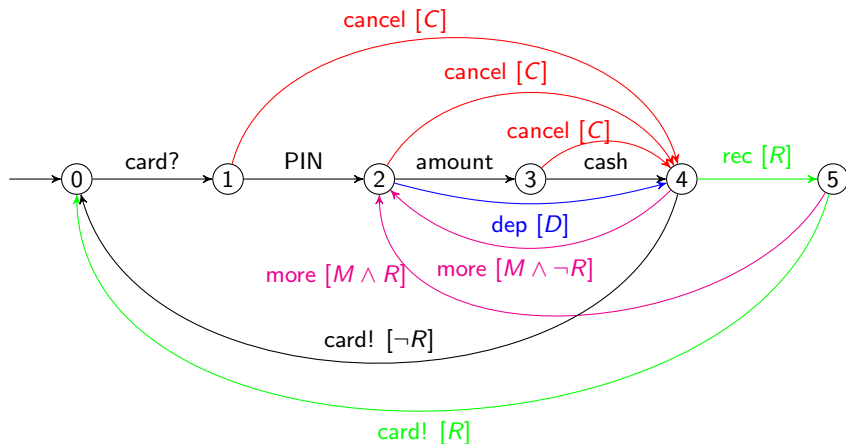 cancel [C]
cancel [C]
cancel [C]
card?
PIN
amount
cash
rec [R]
0
1
2
3
4
5
dep [D]
more [M ∧ R]
more [M ∧ ¬R]
card! [¬R]
card! [R]